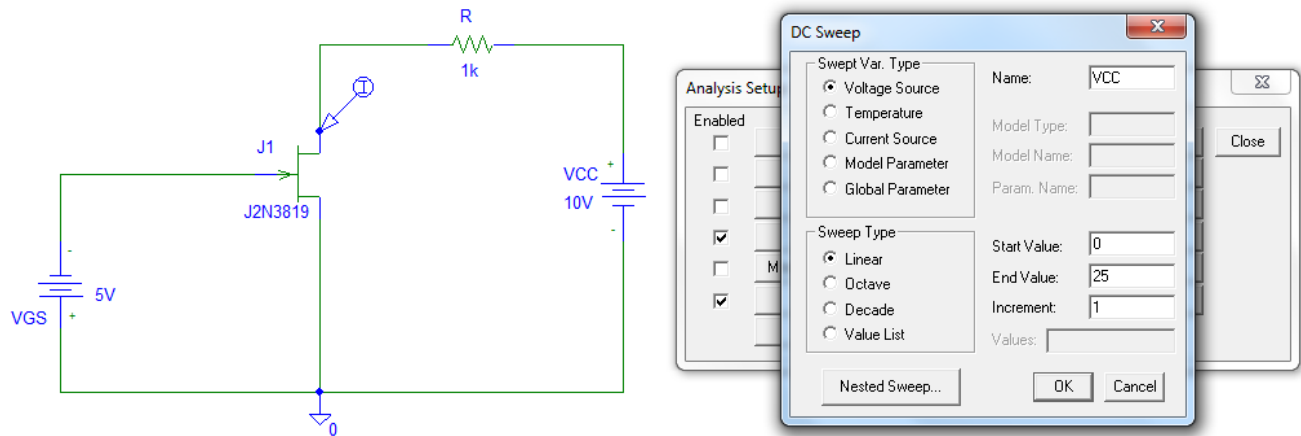 R
1k
I
J1
J2N3819
VCC
+
10V
-
-
5V
VGS
+
0
Analysis Setup
Enabled
M
Close
DC Sweep
Swept Var. Type
Voltage Source
Temperature
Current Source
Model Parameter
Global Parameter
Name: VCC
Model Type:
Model Name:
Param. Name:
Sweep Type
Linear
Octave
Decade
Value List
Start Value: 0
End Value: 25
Increment: 1
Values:
Nested Sweep...
OK
Cancel